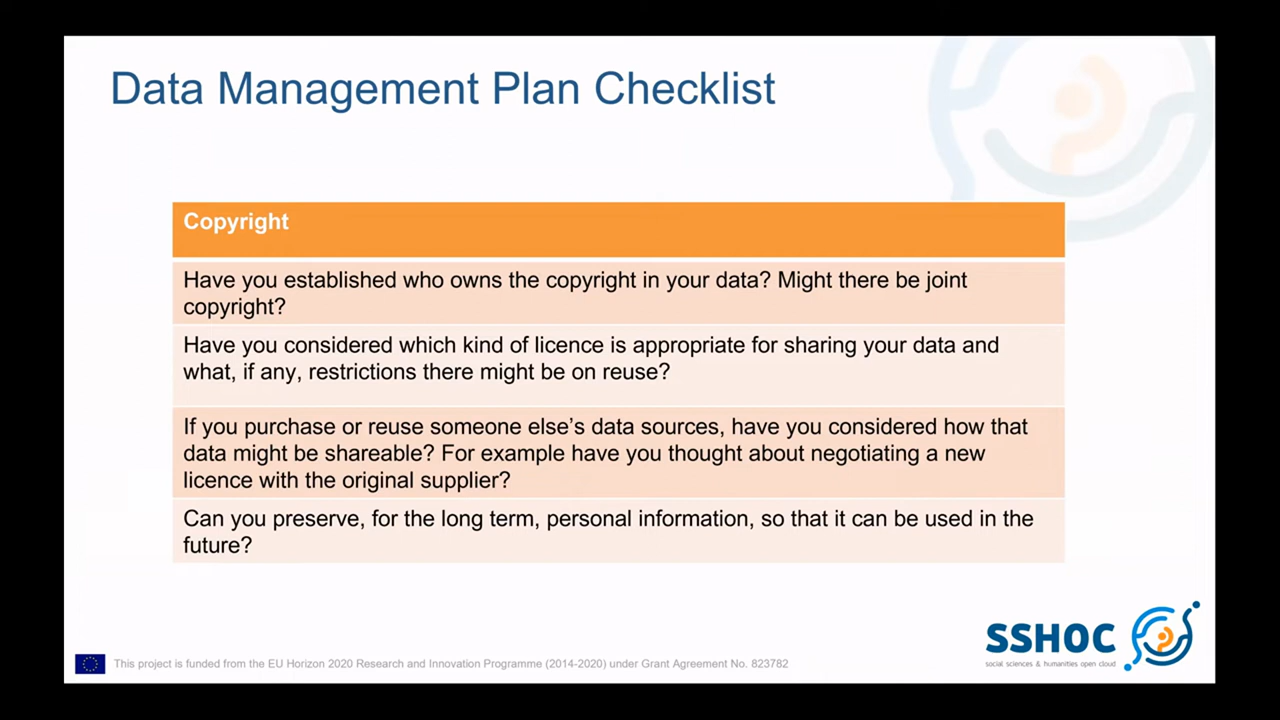 Data Management Plan Checklist
Copyright
Have you established who owns the copyright in your data? Might there be joint
copyright?
Have you considered which kind of licence is appropriate for sharing your data and
what, if any, restrictions there might be on reuse?
If you purchase or reuse someone else’s data sources, have you considered how that
data might be shareable? For example have you thought about negotiating a new
licence with the original supplier?
Can you preserve, for the long term, personal information, so that it can be used in the
future?
SSHOC
social sciences & humanities open cloud
This project is funded from the EU Horizon 2020 Research and Innovation Programme (2014-2020) under Grant Agreement No. 823782